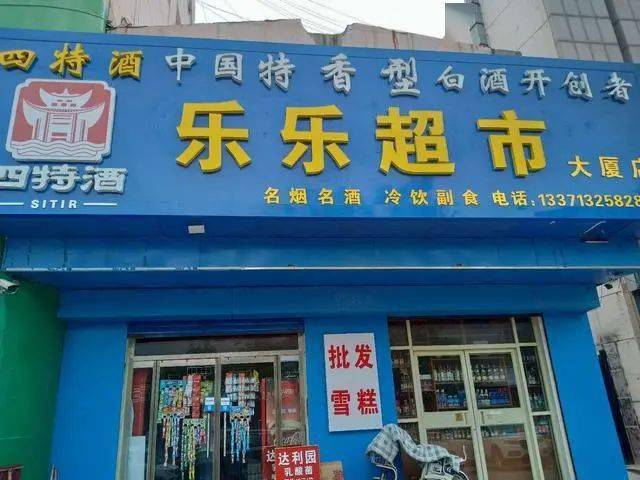 四特酒 中国特香型白酒开创者
四特酒
SITIR
乐乐超市 大厦店
名烟名酒 冷饮副食 电话:13371325828
批发
雪糕
达利园
乳酸菌